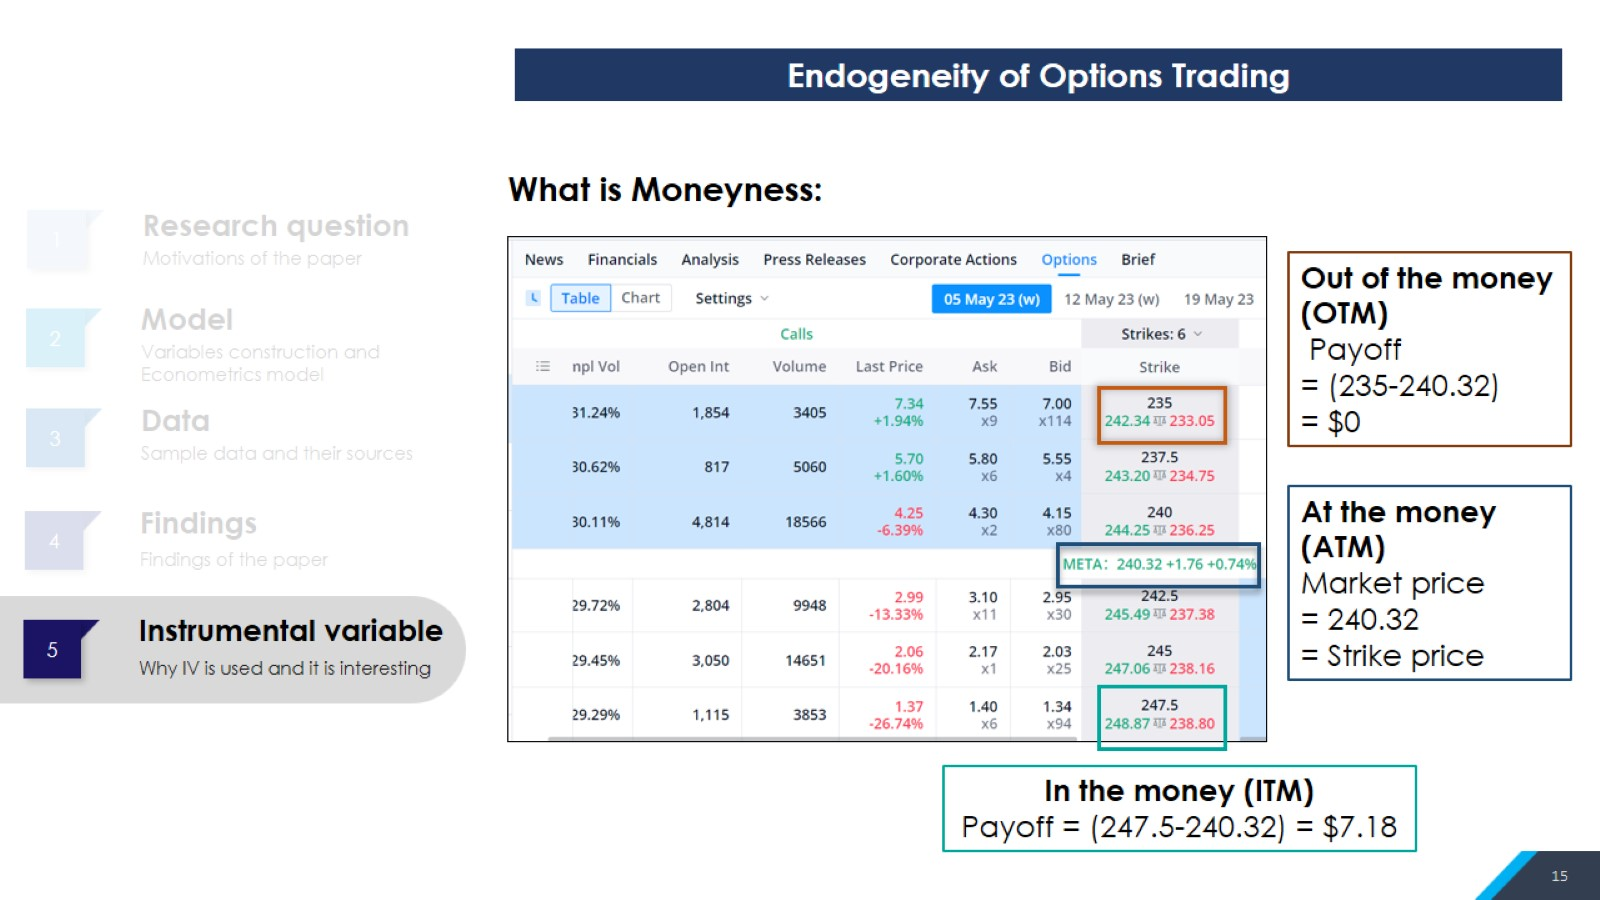 Endogeneity of Options Trading
1
Research question
Motivations of the paper
2
Model
Variables construction and
Econometrics model
3
Data
Sample data and their sources
4
Findings
Findings of the paper
5
Instrumental variable
Why IV is used and it is interesting
What is Moneyness:
News Financials Analysis Press Releases Corporate Actions Options Brief
L Table Chart Settings 05 May 23 (w) 12 May 23 (w) 19 May 23
Calls Strikes: 6
npl Vol Open Int Volume Last Price Ask Bid Strike
31.24% 1,854 3405 7.34 7.55 7.00 235
+1.94% x9 x114 242.34 233.05
30.62% 817 5060 5.70 5.80 5.55 237.5
+1.60% x6 x4 243.20 234.75
30.11% 4,814 18566 4.25 4.30 4.15 240
-6.39% x2 x80 244.25 236.25
META: 240.32 +1.76 +0.74%
29.72% 2,804 9948 2.99 3.10 2.95 242.5
-13.33% x11 x30 245.49 237.38
29.45% 3,050 14651 2.06 2.17 2.03 245
-20.16% x1 x25 247.06 238.16
29.29% 1,115 3853 1.37 1.40 1.34 247.5
-26.74% x6 x94 248.87 238.80
Out of the money
(OTM)
Payoff
= (235-240.32)
= $0
At the money
(ATM)
Market price
= 240.32
= Strike price
In the money (ITM)
Payoff = (247.5-240.32) = $7.18
15